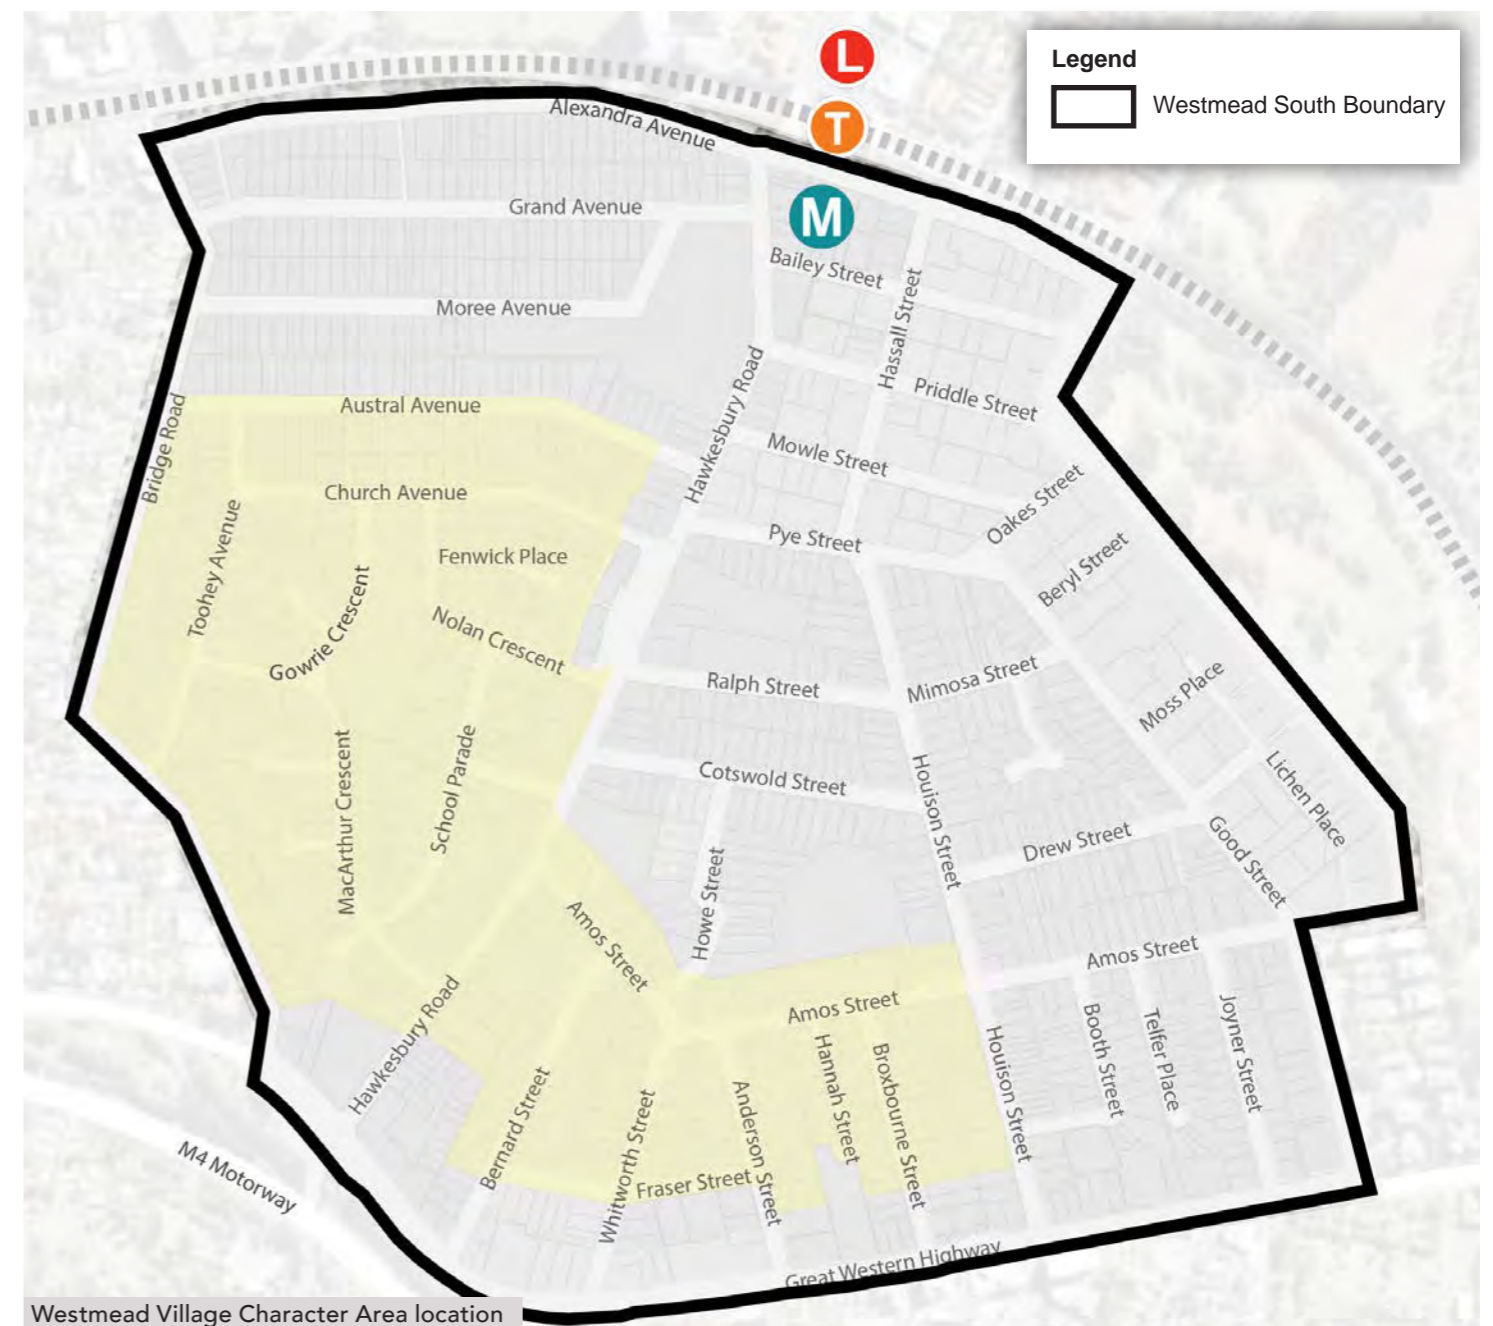 L
Legend
Westmead South Boundary
T
Alexandra Avenue
M
Grand Avenue
Bailey Street
Hassall Street
Moree Avenue
Hawkesbury Road
Priddle Street
Bridge Road
Austral Avenue
Mowle Street
Church Avenue
Oakes Street
Pye Street
Toohey Avenue
Fenwick Place
Beryl Street
Gowrie Crescent
Nolan Crescent
Ralph Street
Mimosa Street
Moss Place
MacArthur Crescent
School Parade
Cotswold Street
Houison Street
Lichen Place
Drew Street
Good Street
Howe Street
Amos Street
Amos Street
Amos Street
Hawkesbury Road
Hannah Street
Broxbourne Street
Houison Street
Booth Street
Telfer Place
Joyner Street
Bernard Street
Whitworth Street
Anderson Street
M4 Motorway
Fraser Street
Great Western Highway
Westmead Village Character Area location